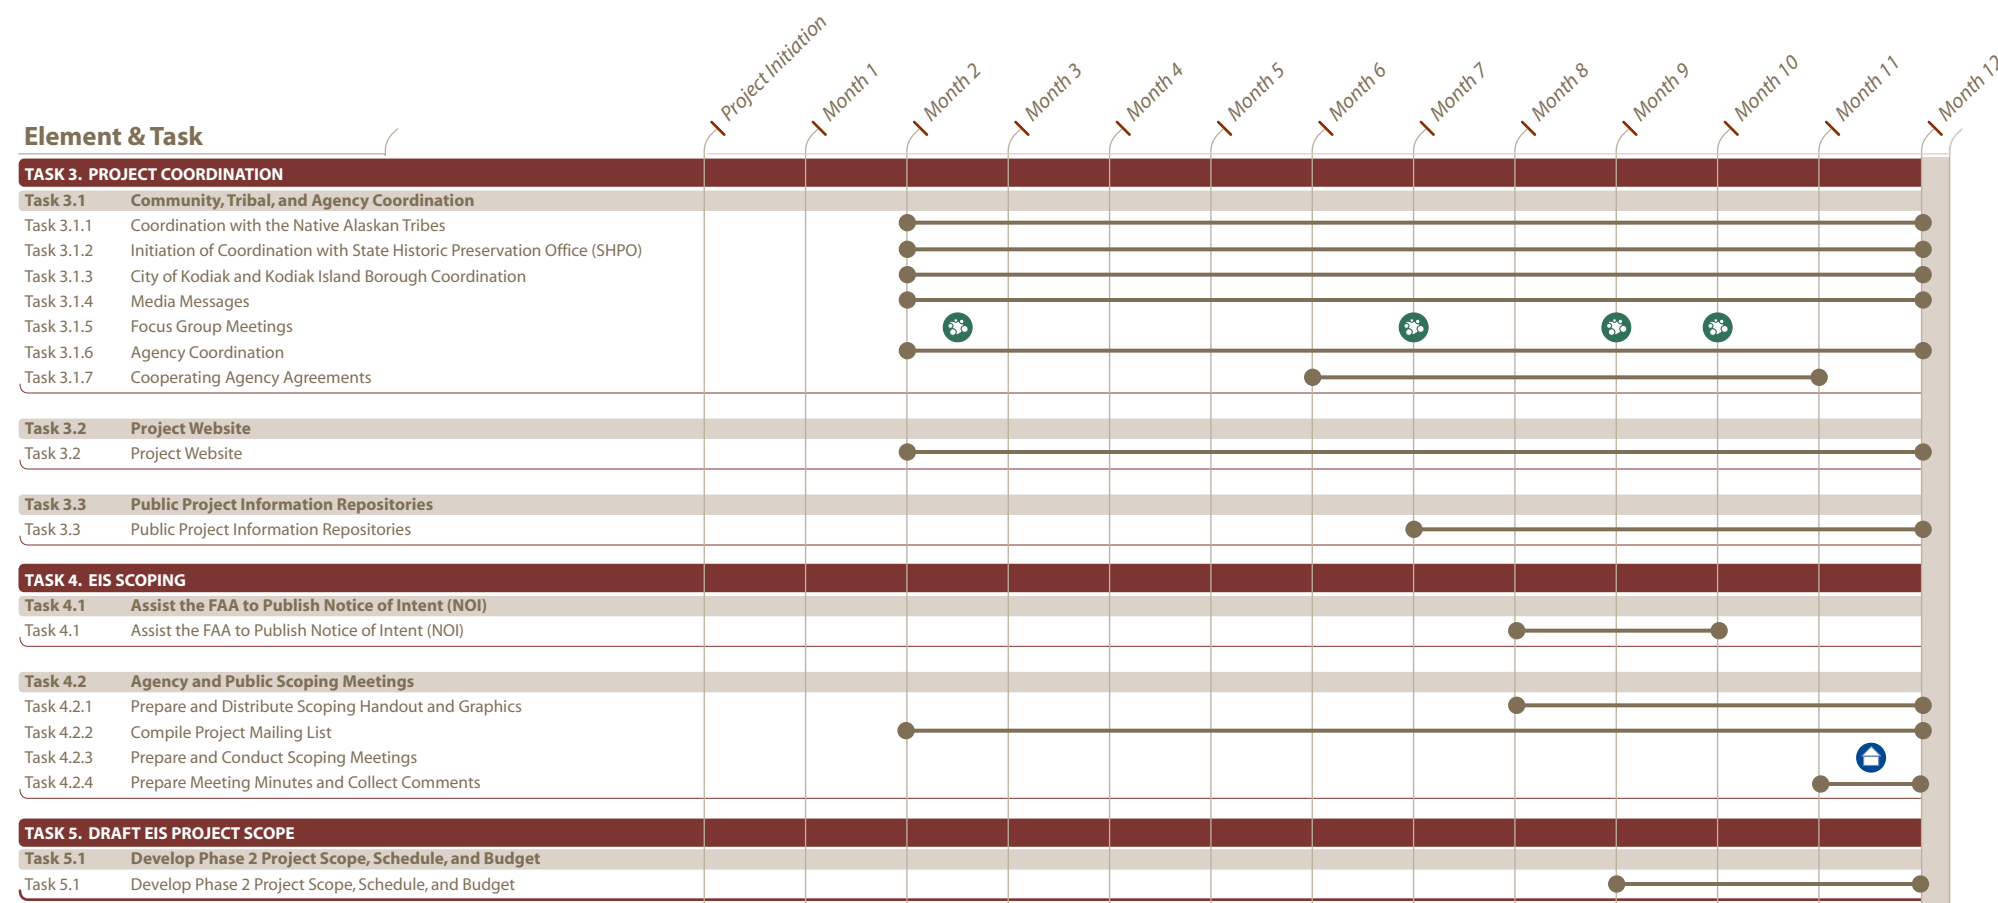 Project Initiation
Month 1
Month 2
Month 3
Month 4
Month 5
Month 6
Month 7
Month 8
Month 9
Month 10
Month 11
Month 12
Element & Task
TASK 3. PROJECT COORDINATION
Task 3.1 Community, Tribal, and Agency Coordination
Task 3.1.1 Coordination with the Native Alaskan Tribes
Task 3.1.2 Initiation of Coordination with State Historic Preservation Office (SHPO)
Task 3.1.3 City of Kodiak and Kodiak Island Borough Coordination
Task 3.1.4 Media Messages
Task 3.1.5 Focus Group Meetings
Task 3.1.6 Agency Coordination
Task 3.1.7 Cooperating Agency Agreements
Task 3.2 Project Website
Task 3.2 Project Website
Task 3.3 Public Project Information Repositories
Task 3.3 Public Project Information Repositories
TASK 4. EIS SCOPING
Task 4.1 Assist the FAA to Publish Notice of Intent (NOI)
Task 4.1 Assist the FAA to Publish Notice of Intent (NOI)
Task 4.2 Agency and Public Scoping Meetings
Task 4.2.1 Prepare and Distribute Scoping Handout and Graphics
Task 4.2.2 Compile Project Mailing List
Task 4.2.3 Prepare and Conduct Scoping Meetings
Task 4.2.4 Prepare Meeting Minutes and Collect Comments
TASK 5. DRAFT EIS PROJECT SCOPE
Task 5.1 Develop Phase 2 Project Scope, Schedule, and Budget
Task 5.1 Develop Phase 2 Project Scope, Schedule, and Budget